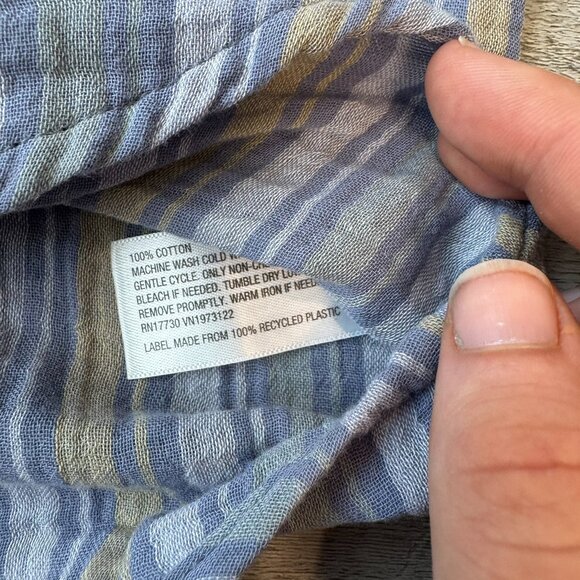 100% COTTON
MACHINE WASH COLD
GENTLE CYCLE. ONLY
BLEACH IF NEEDED. TUMBLE DRY
REMOVE PROMPTLY. WARM IRON IF
RN17730 VN1973122
LABEL MADE FROM 100% RECYCLED PLASTIC